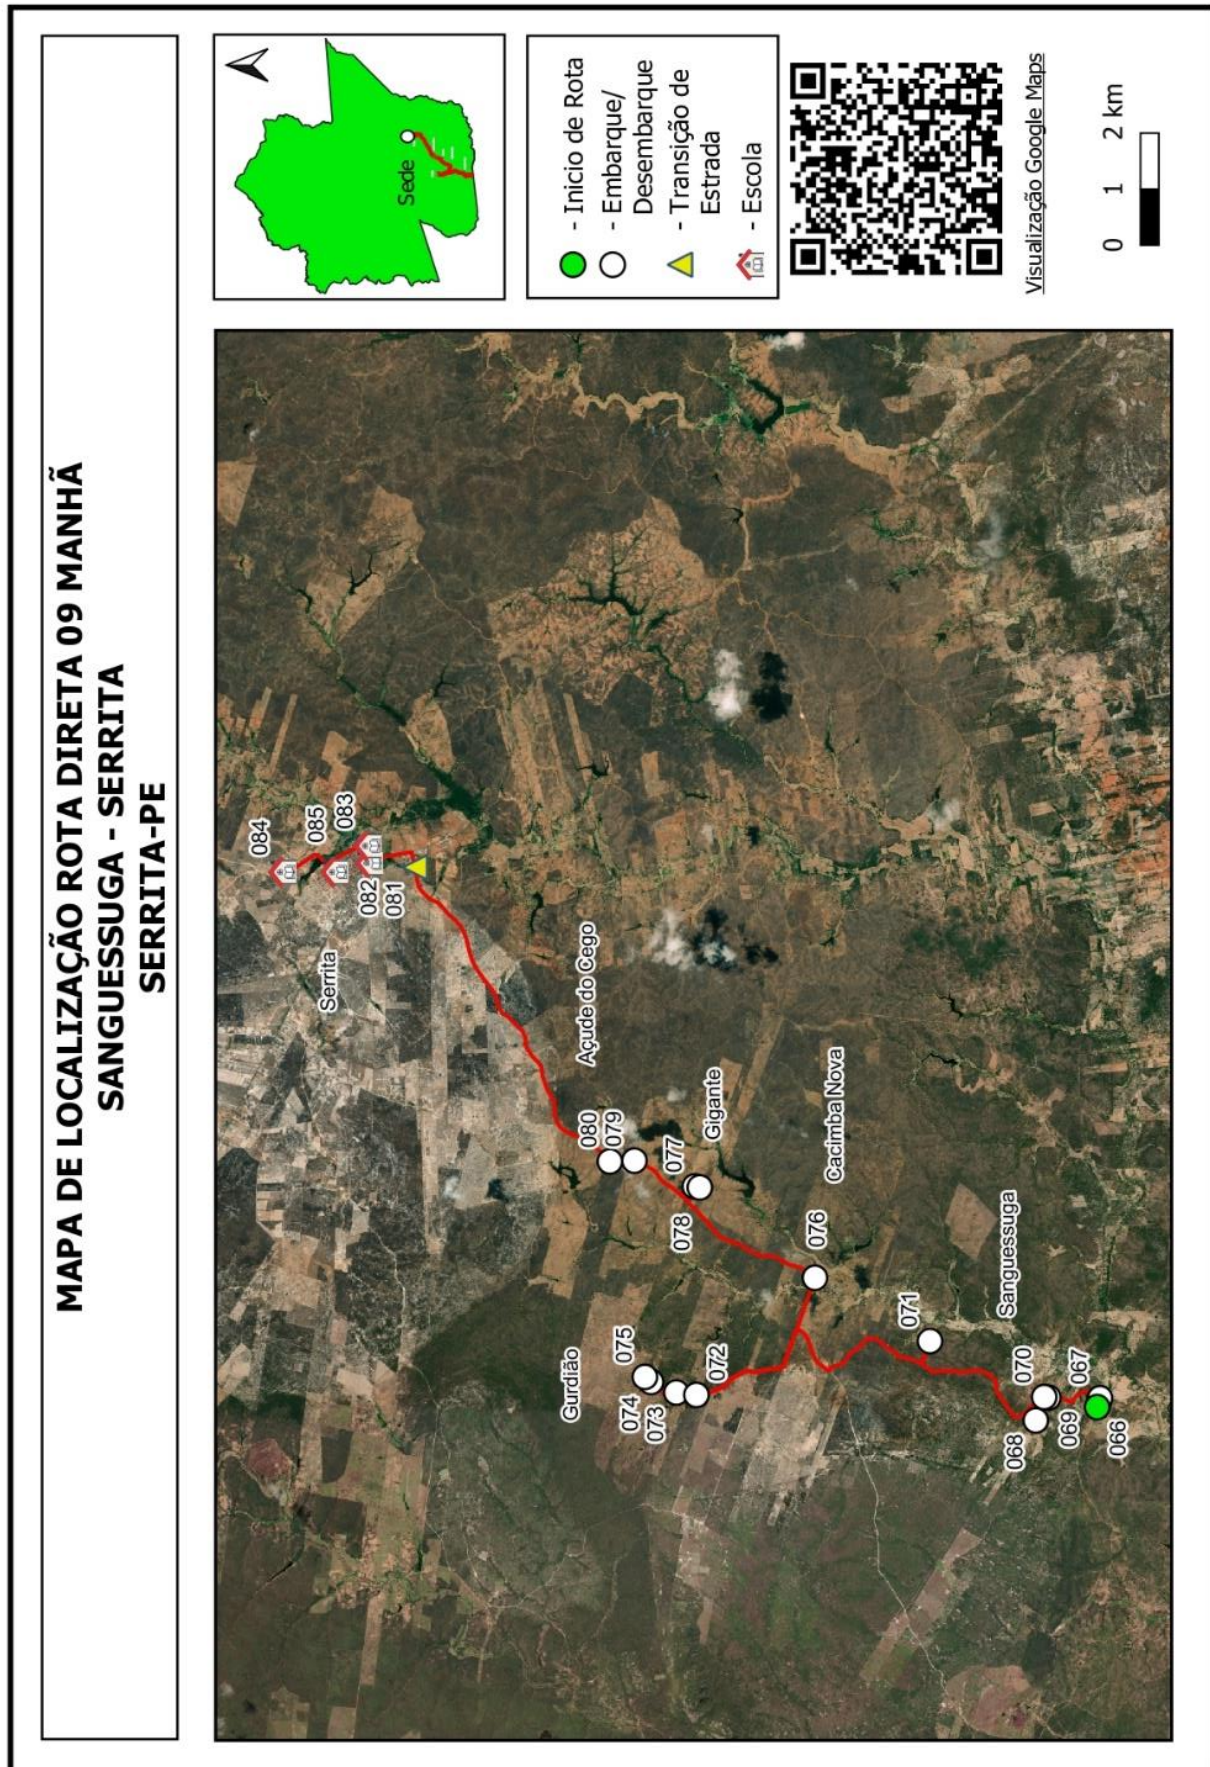 MAPA DE LOCALIZAÇÃO ROTA DIRETA 09 MANHÃ
SANGUESSUGA - SERRITA
SERRITA-PE
Sede
- Inicio de Rota
- Embarque/
Desembarque
- Transição de
Estrada
- Escola
Visualização Google Maps
0 1 2 km
084
085
083
082
081
Serrita
Açude do Cego
080
079
077
Gigante
078
Cacimba Nova
076
Gurdião
075
074
073
072
071
Sanguessuga
070
068
067
069
066